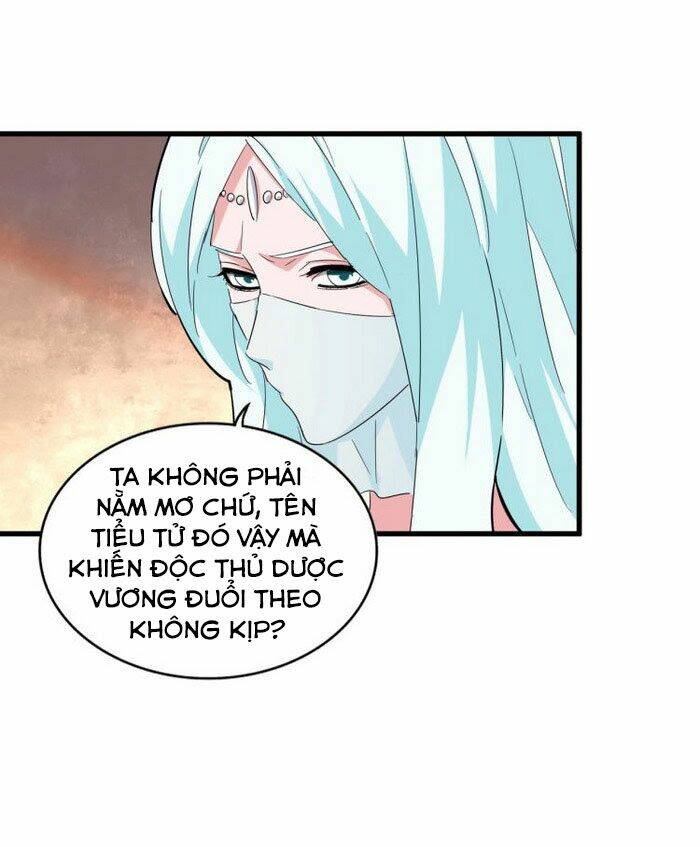 TA KHÔNG PHẢI
NẰM MƠ CHỨ, TÊN
TIỂU TỬ ĐÓ VẬY MÀ
KHIẾN ĐỘC THỦ DƯỢC
VƯƠNG ĐUỔI THEO
KHÔNG KỊP?